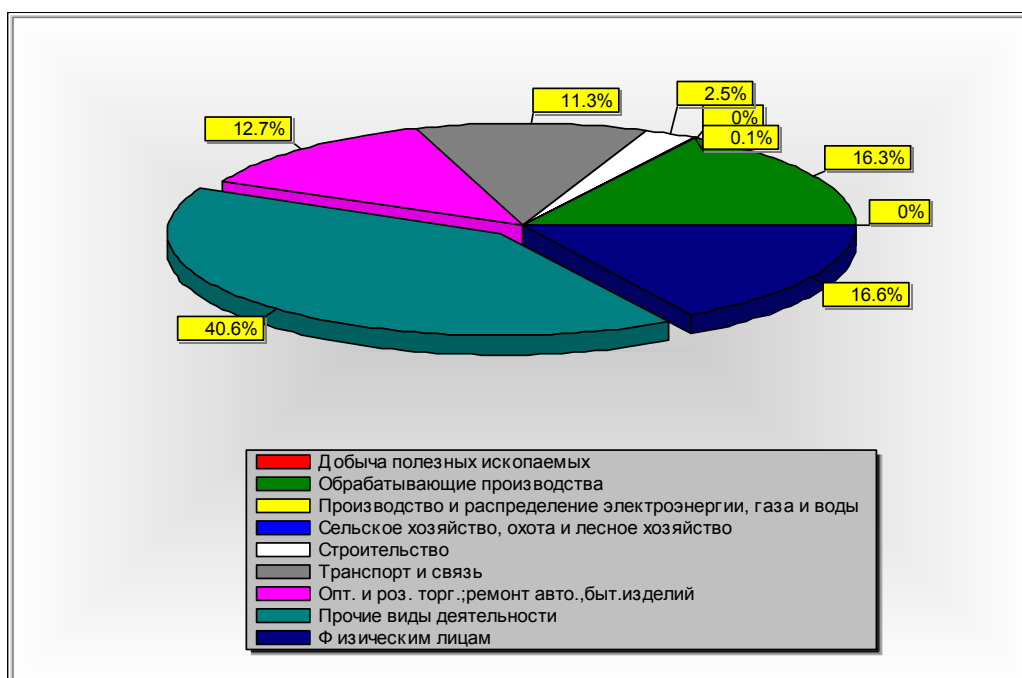 11.3%
2.5%
0%
0.1%
12.7%
16.3%
0%
16.6%
40.6%
Добыча полезных ископаемых
Обрабатывающие производства
Производство и распределение электроэнергии, газа и воды
Сельское хозяйство, охота и лесное хозяйство
Строительство
Транспорт и связь
Опт. и роз. торг.;ремонт авто.,быт.изделий
Прочие виды деятельности
Физическим лицам